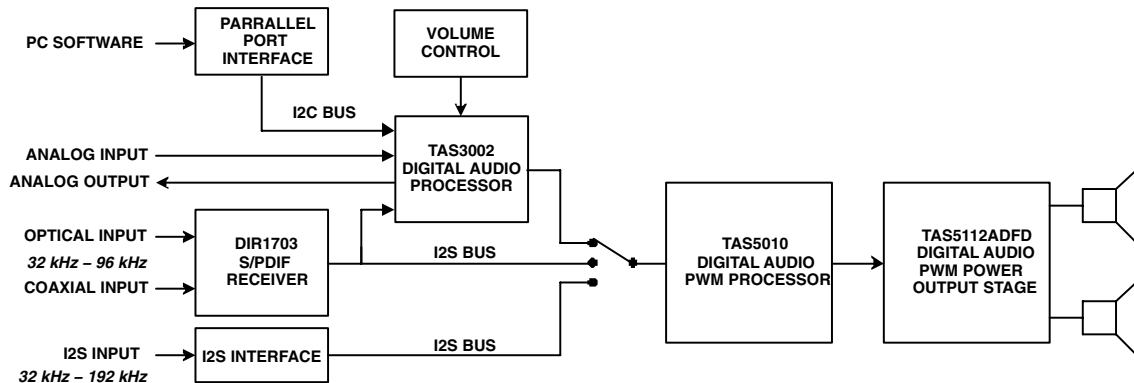 PC SOFTWARE
PARRALLEL
PORT
INTERFACE
VOLUME
CONTROL
I2C BUS
ANALOG INPUT
ANALOG OUTPUT
TAS3002
DIGITAL AUDIO
PROCESSOR
OPTICAL INPUT
32 kHz – 96 kHz
COAXIAL INPUT
DIR1703
S/PDIF
RECEIVER
I2S BUS
TAS5010
DIGITAL AUDIO
PWM PROCESSOR
TAS5112ADFD
DIGITAL AUDIO
PWM POWER
OUTPUT STAGE
I2S INPUT
32 kHz – 192 kHz
I2S INTERFACE
I2S BUS